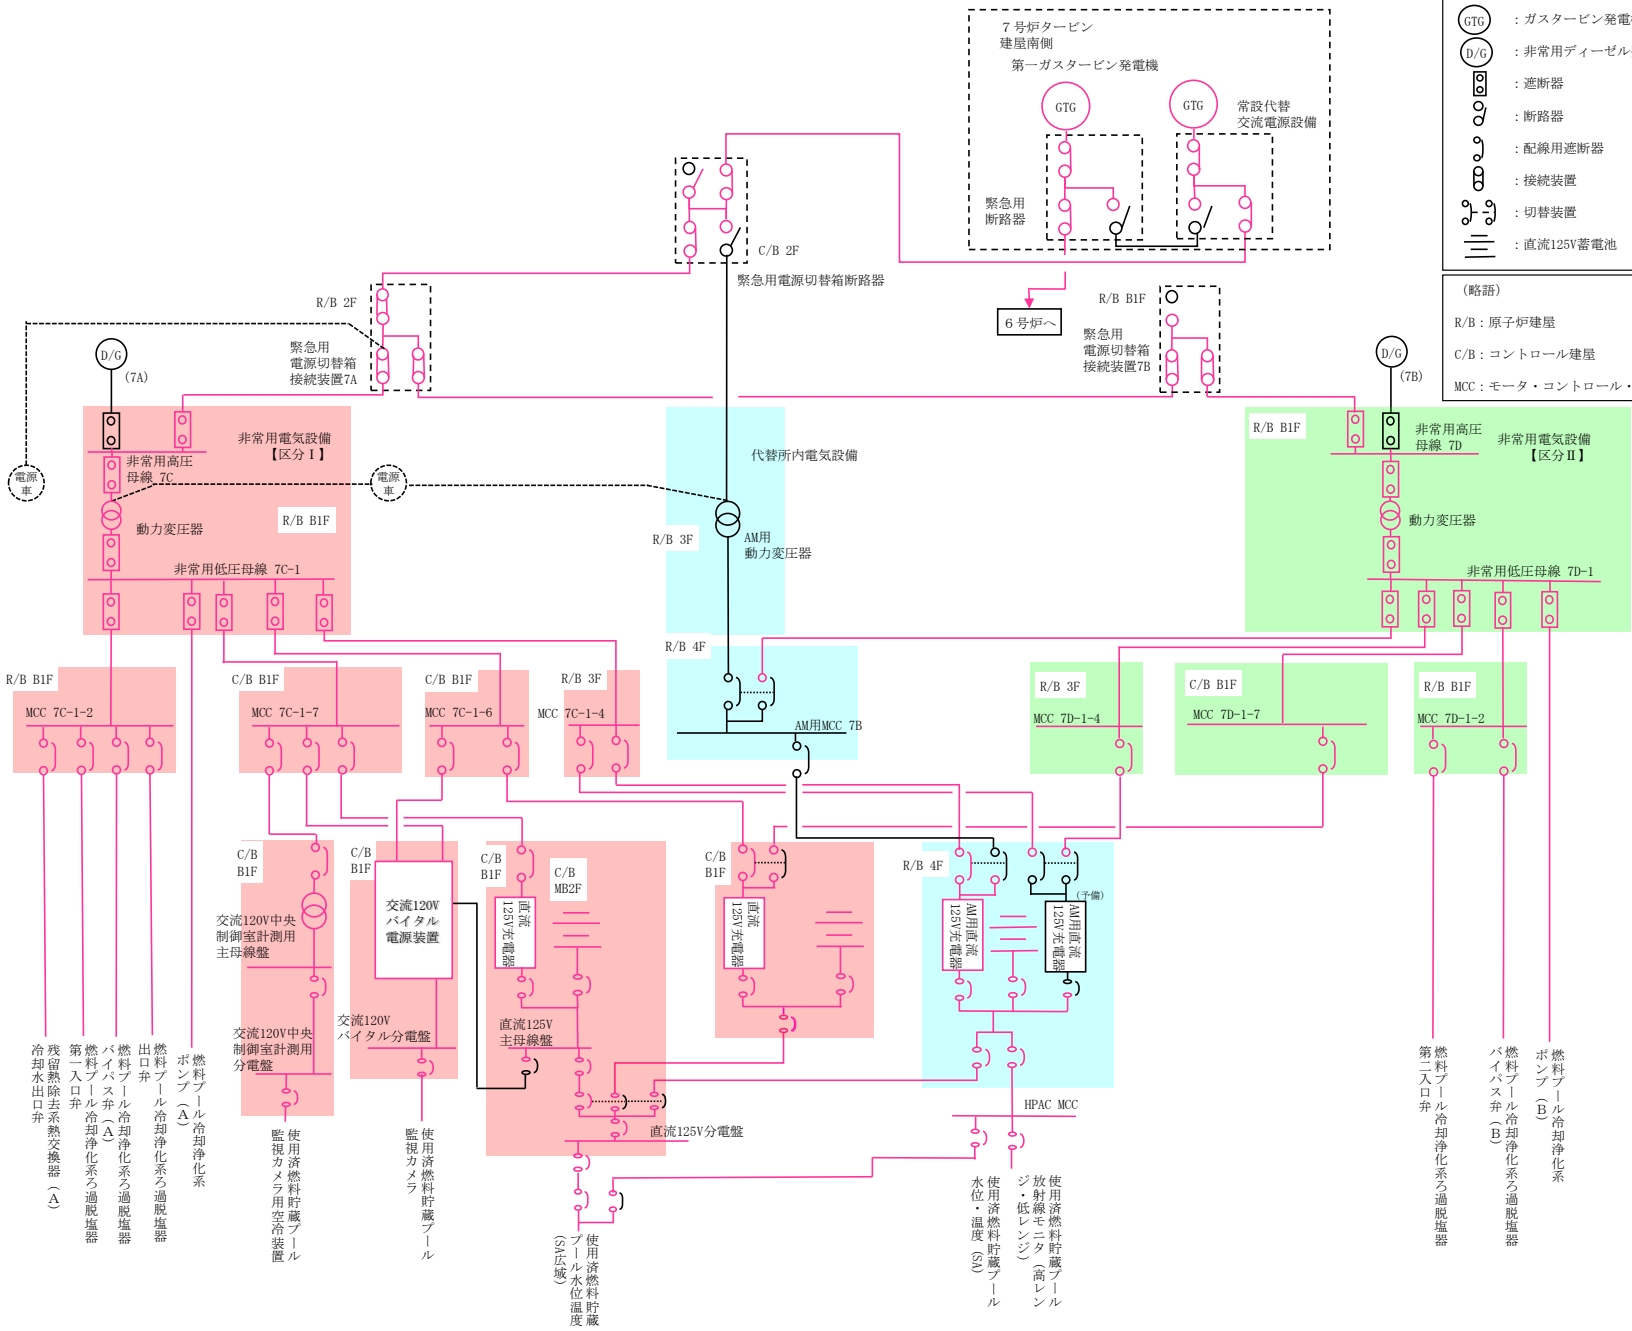 7号炉タービン
建屋南側
第一ガスタービン発電機
GTG
GTG
常設代替
交流電源設備
緊急用
断路器
C/B 2F
緊急用電源切替箱断路器
6号炉へ
GTG
：ガスタービン発電
D/G
：非常用ディーゼル
：遮断器
：断路器
：配線用遮断器
：接続装置
：切替装置
：直流125V蓄電池
（略語）
R/B：原子炉建屋
C/B：コントロール建屋
MCC：モータ・コントロール・
R/B 2F
緊急用
電源切替箱
接続装置7A
R/B B1F
緊急用
電源切替箱
接続装置7B
D/G
(7A)
D/G
(7B)
電源
車
電源
車
非常用電気設備
【区分Ⅰ】
非常用高圧
母線 7C
動力変圧器
R/B B1F
非常用低圧母線 7C-1
代替所内電気設備
R/B 3F
AM用
動力変圧器
R/B B1F
非常用高圧
母線 7D
非常用電気設備
【区分Ⅱ】
動力変圧器
非常用低圧母線 7D-1
R/B B1F
MCC 7C-1-2
C/B B1F
MCC 7C-1-7
C/B B1F
MCC 7C-1-6
R/B 3F
MCC 7C-1-4
R/B 4F
AM用MCC 7B
R/B 3F
MCC 7D-1-4
C/B B1F
MCC 7D-1-7
R/B B1F
MCC 7D-1-2
C/B
B1F
交流120V中央
制御室計測用
主母線盤
交流120V中央
制御室計測用
分電盤
C/B
B1F
交流120V
バイタル
電源装置
交流120V
バイタル分電盤
C/B
B1F
直流
125V充電器
C/B
MB2F
直流125V
主母線盤
直流125V分電盤
C/B
B1F
直流
125V充電器
R/B 4F
AM用直流
125V充電器
(予備)
AM用直流
125V充電器
HPAC MCC
残留熱除去系熱交換器（A）
冷却水出口弁
燃料プール冷却浄化系ろ過脱塩器
第一入口弁
燃料プール冷却浄化系ろ過脱塩器
バイパス弁（A）
燃料プール冷却浄化系ろ過脱塩器
出口弁
燃料プール冷却浄化系
ポンプ（A）
使用済燃料貯蔵プール
監視カメラ用空冷装置
使用済燃料貯蔵プール
監視カメラ
使用済燃料貯蔵
プール水位温度
(SA広域)
使用済燃料貯蔵プール
水位・温度（SA）
使用済燃料貯蔵プール
放射線モニタ（高レン
ジ・低レンジ）
燃料プール冷却浄化系ろ過脱塩器
第二入口弁
燃料プール冷却浄化系ろ過脱塩器
バイパス弁（B）
燃料プール冷却浄化系
ポンプ（B）